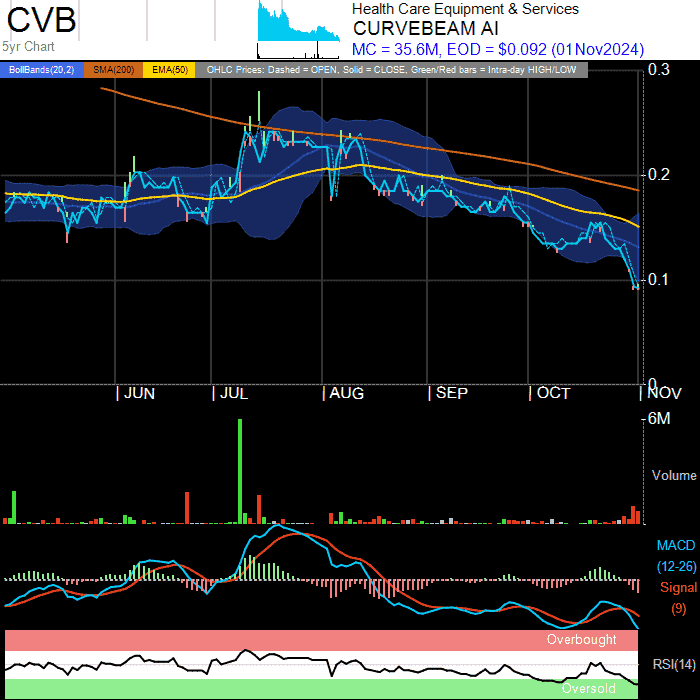 CVB
5yr Chart
Health Care Equipment & Services
CURVEBEAM AI
MC = 35.6M, EOD = $0.092 (01Nov2024)
BollBands(20,2) SMA(200) EMA(50) OHLC Prices: Dashed = OPEN, Solid = CLOSE, Green/Red bars = Intra-day HIGH/LOW
0.3
0.2
0.1
0
JUN JUL AUG SEP OCT NOV
6M
Volume
MACD
(12-26)
Signal
(9)
Overbought
RSI(14)
Oversold